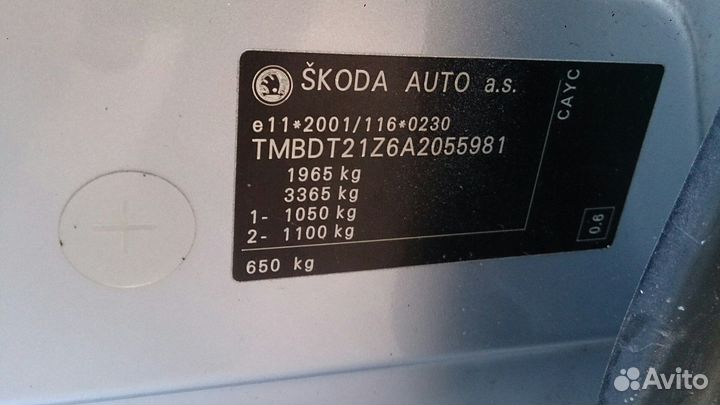 ŠKODA AUTO a.s.
CAYC
e11*2001/116*0230
TMBDT21Z6A2055981
1965 kg
3365 kg
1- 1050 kg
2- 1100 kg
0.6
650 kg
Avito